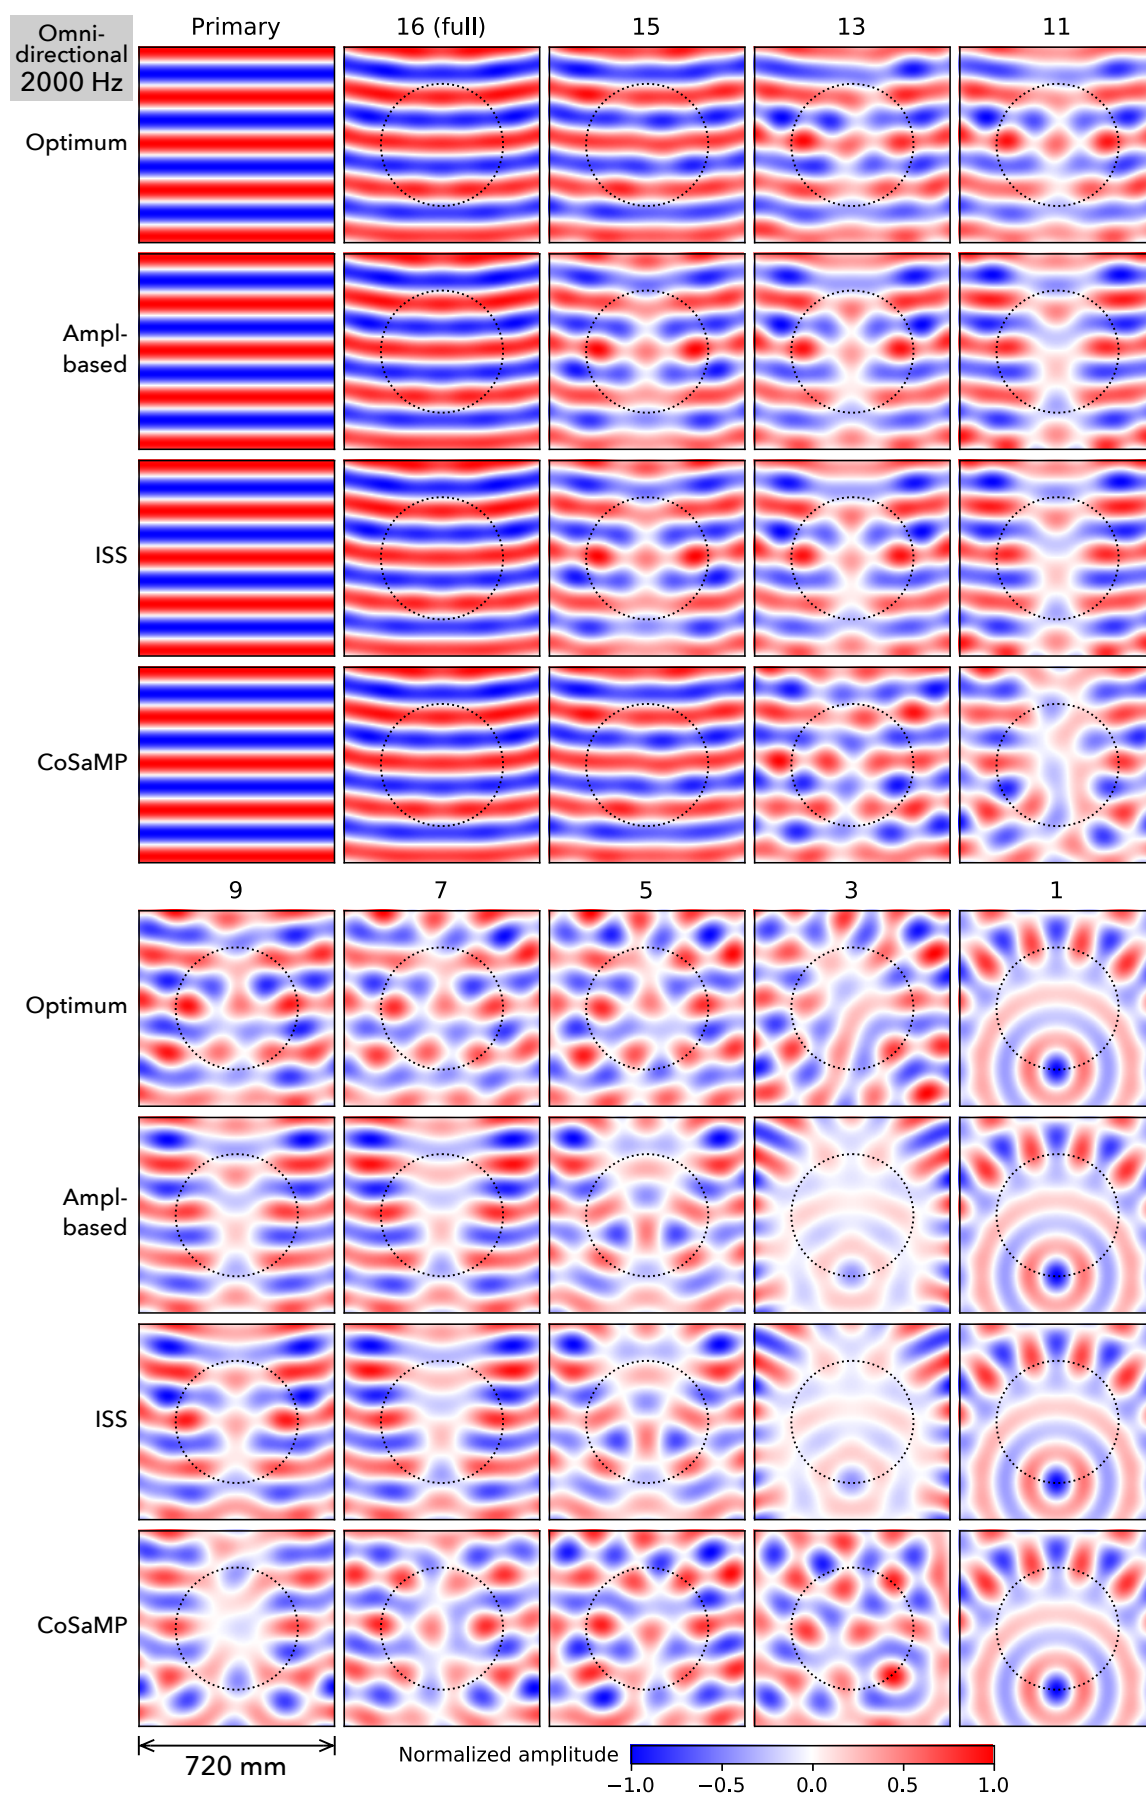 Omni-
directional
2000 Hz
Primary
16 (full)
15
13
11
Optimum
Ampl-
based
ISS
CoSaMP
9
7
5
3
1
Optimum
Ampl-
based
ISS
CoSaMP
720 mm
Normalized amplitude
−1.0
−0.5
0.0
0.5
1.0